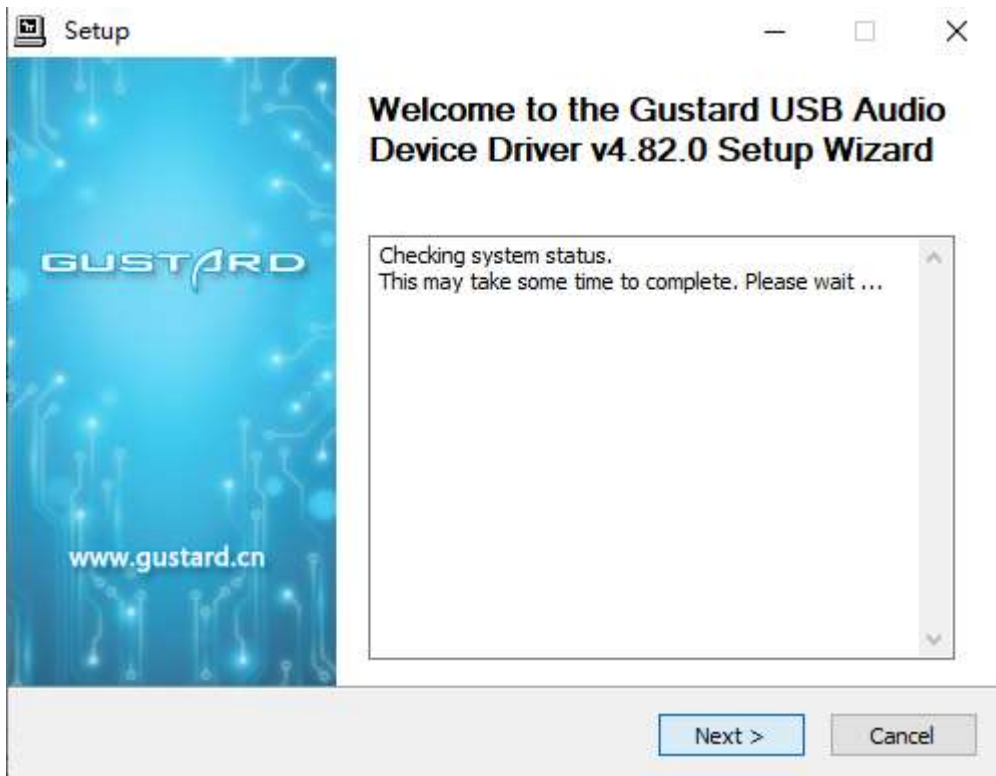 Setup
Welcome to the Gustard USB Audio
Device Driver v4.82.0 Setup Wizard
Checking system status.
This may take some time to complete. Please wait ...
GUSTARD
www.gustard.cn
Next >
Cancel